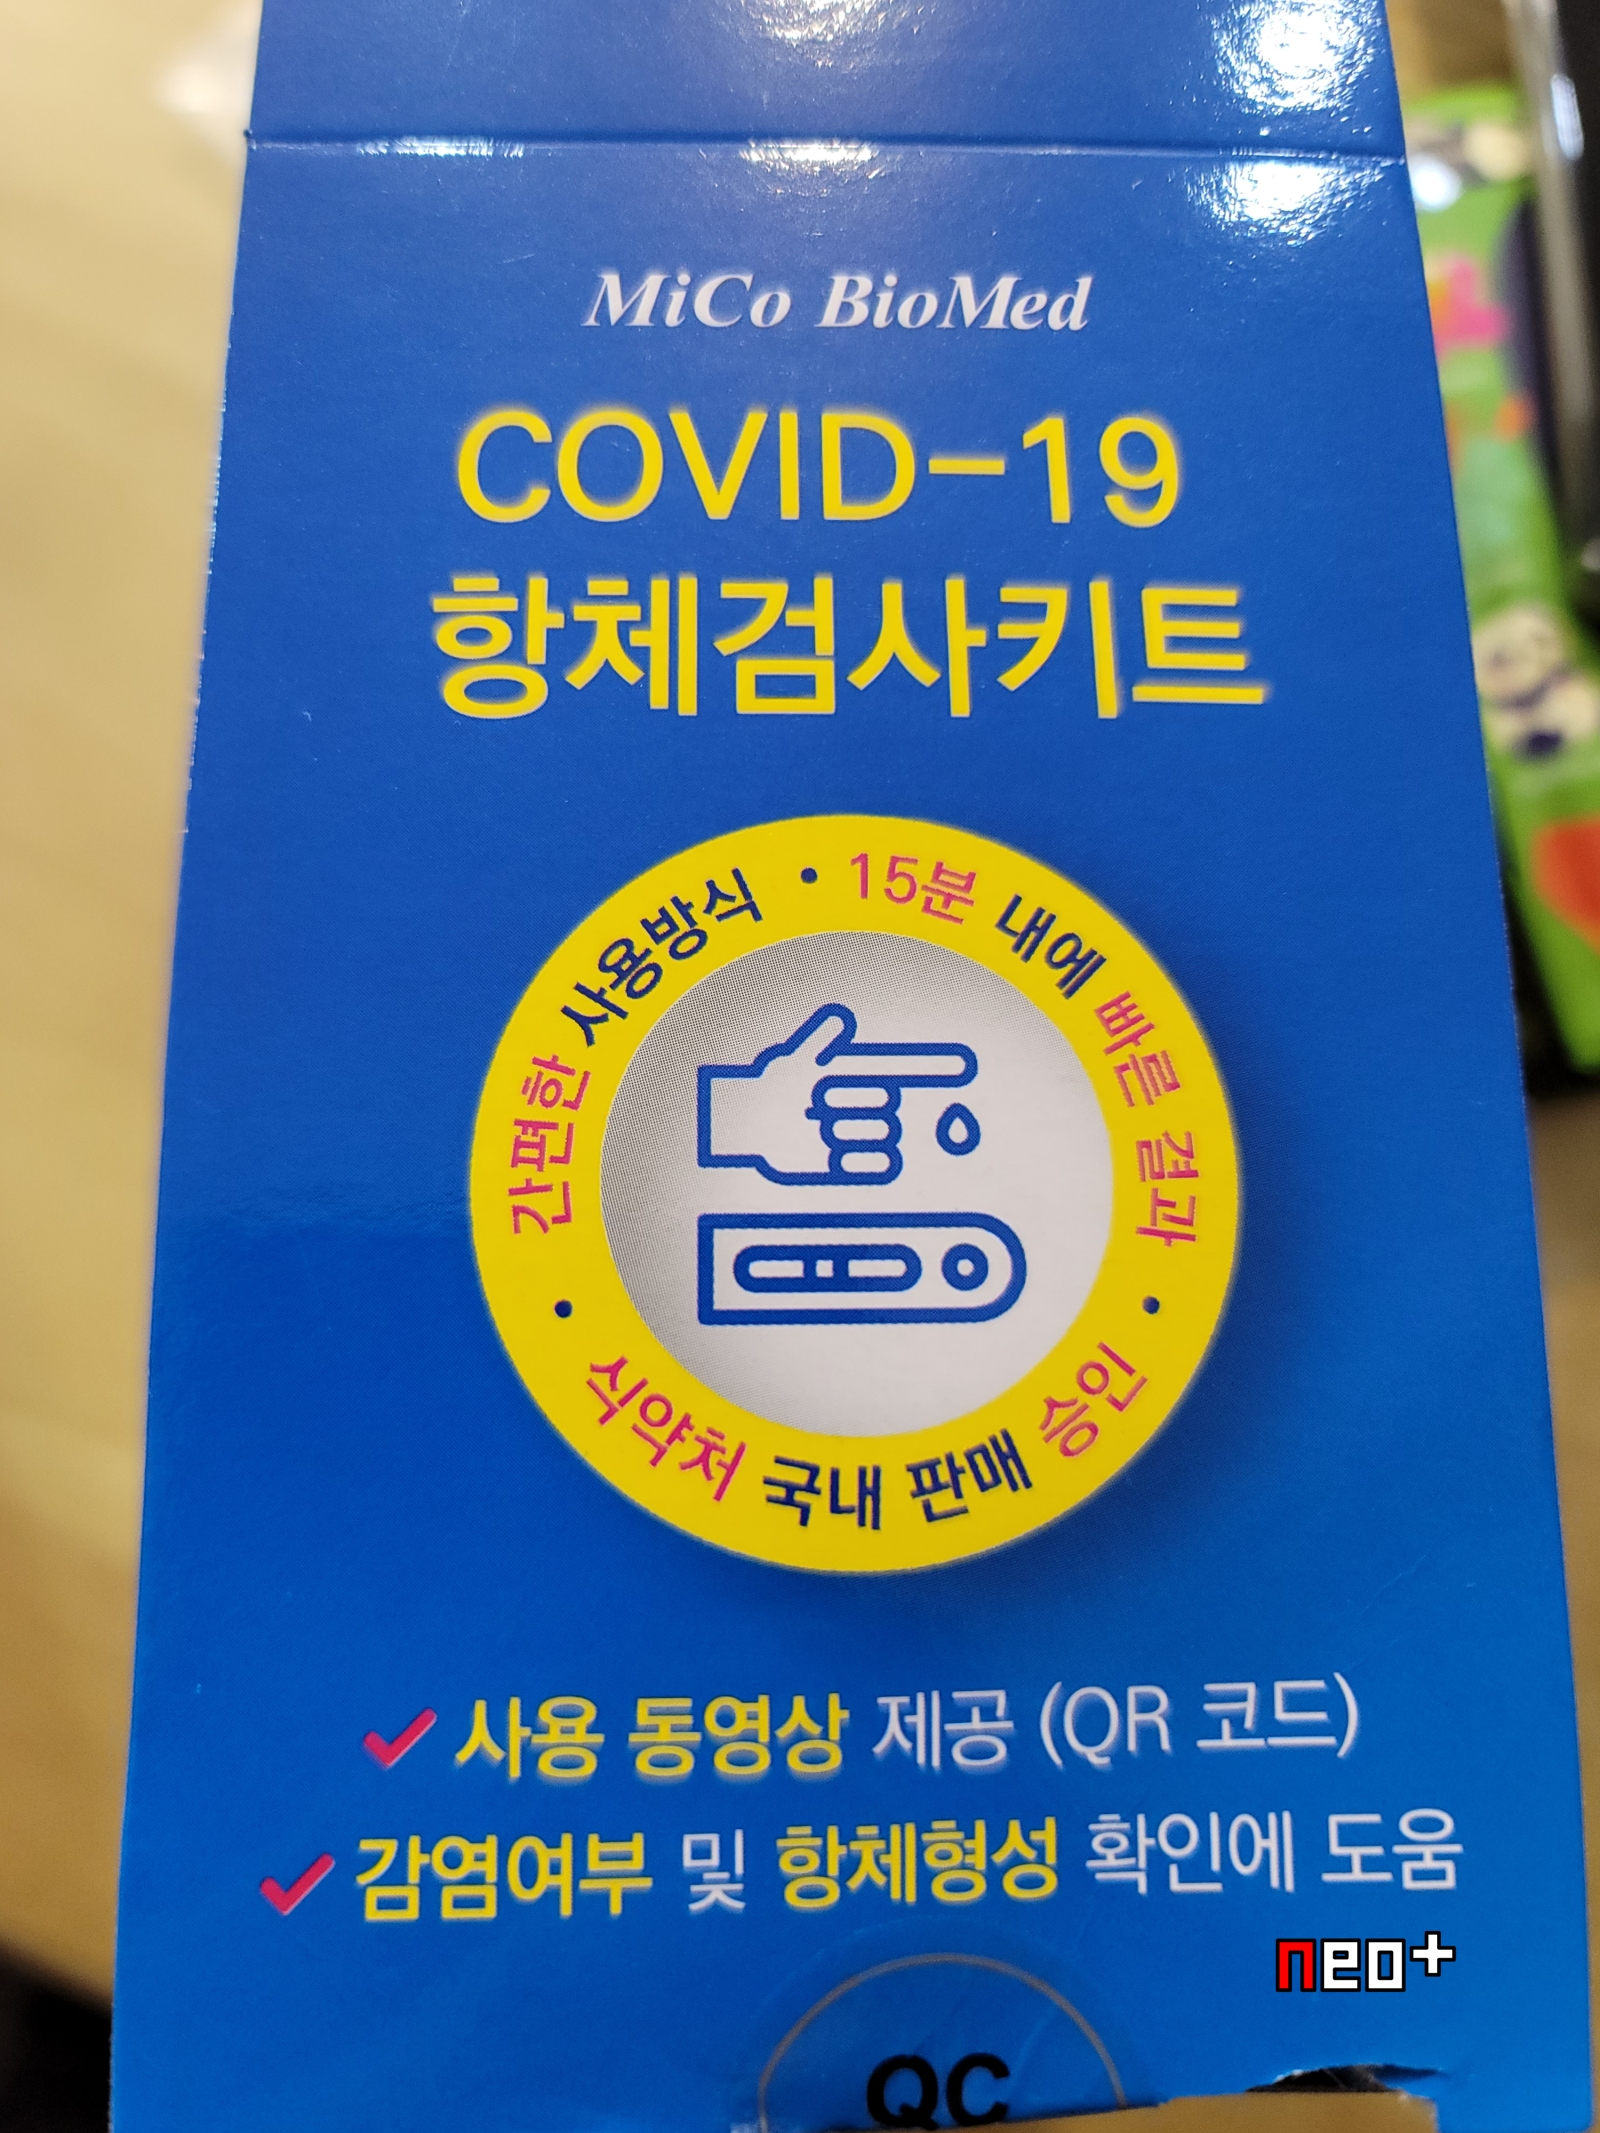 MiCo BioMed
COVID-19
항체검사키트
간편한 사용방식 • 15분 내에 빠른 결과 •
식약처 국내 판매 승인 •
✓ 사용 동영상 제공 (QR 코드)
✓ 감염여부 및 항체형성 확인에 도움
neo+
QC